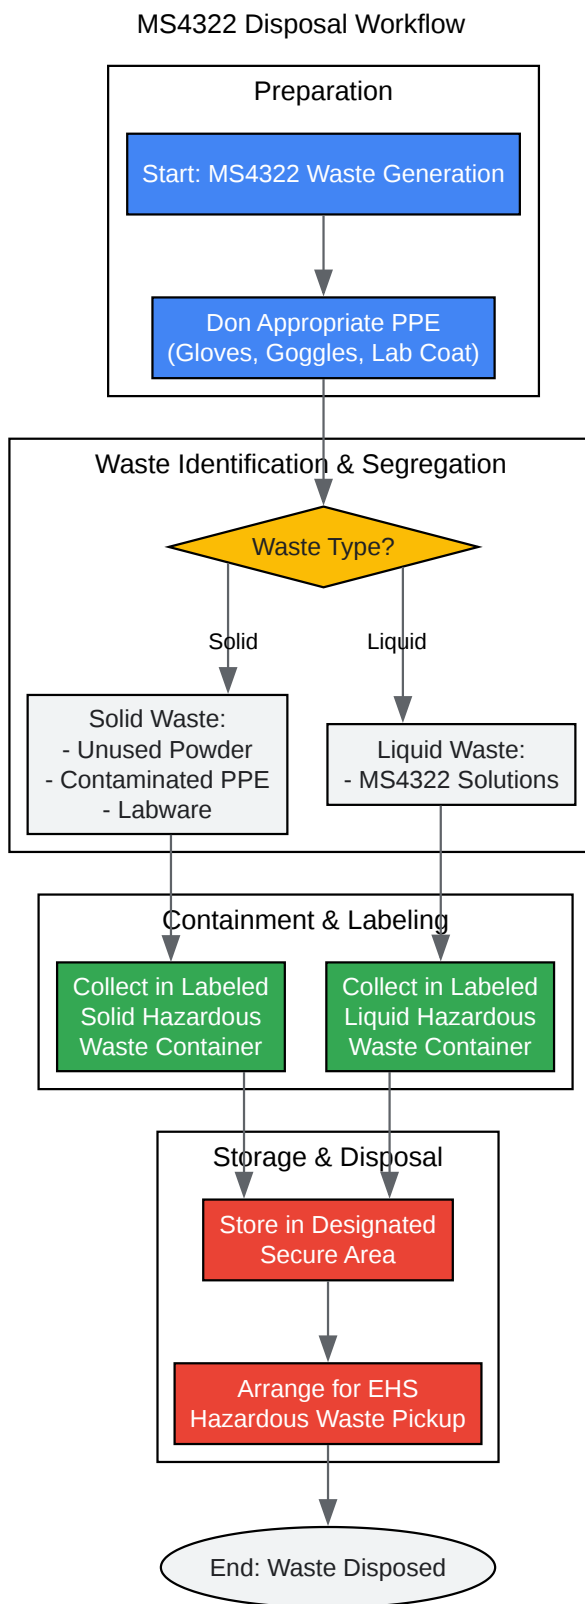 MS4322 Disposal Workflow
Preparation
Start: MS4322 Waste Generation
Don Appropriate PPE
(Gloves, Goggles, Lab Coat)
Waste Identification & Segregation
Waste Type?
Solid
Liquid
Solid Waste:
- Unused Powder
- Contaminated PPE
- Labware
Liquid Waste:
- MS4322 Solutions
Containment & Labeling
Collect in Labeled
Solid Hazardous
Waste Container
Collect in Labeled
Liquid Hazardous
Waste Container
Storage & Disposal
Store in Designated
Secure Area
Arrange for EHS
Hazardous Waste Pickup
End: Waste Disposed